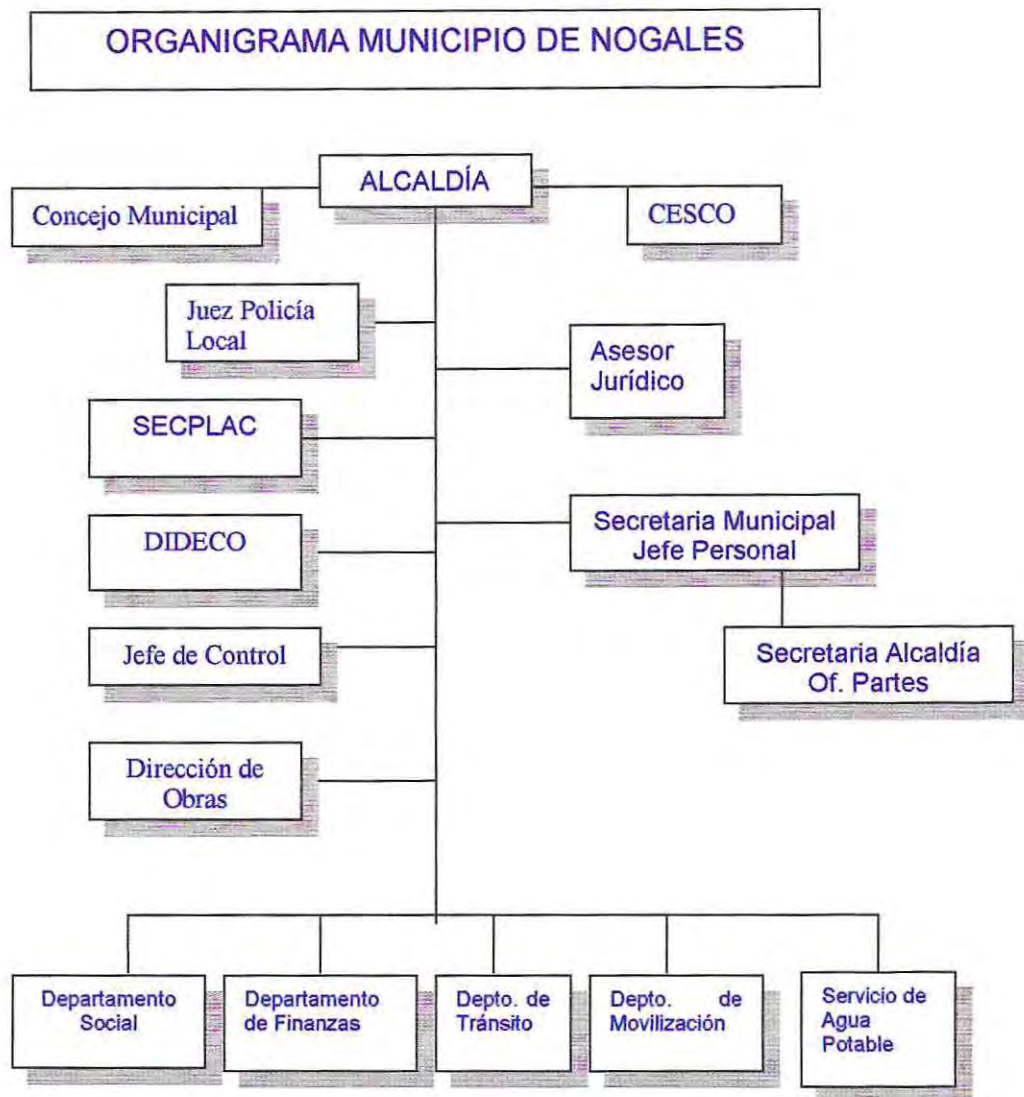 ORGANIGRAMA MUNICIPIO DE NOGALES
ALCALDÍA
Concejo Municipal
CESCO
Juez Policía
Local
Asesor
Jurídico
SECPLAC
Secretaria Municipal
Jefe Personal
DIDECO
Jefe de Control
Secretaria Alcaldía
Of. Partes
Dirección de
Obras
Departamento
Social
Departamento
de Finanzas
Depto. de
Tránsito
Depto. de
Movilización
Servicio de
Agua
Potable